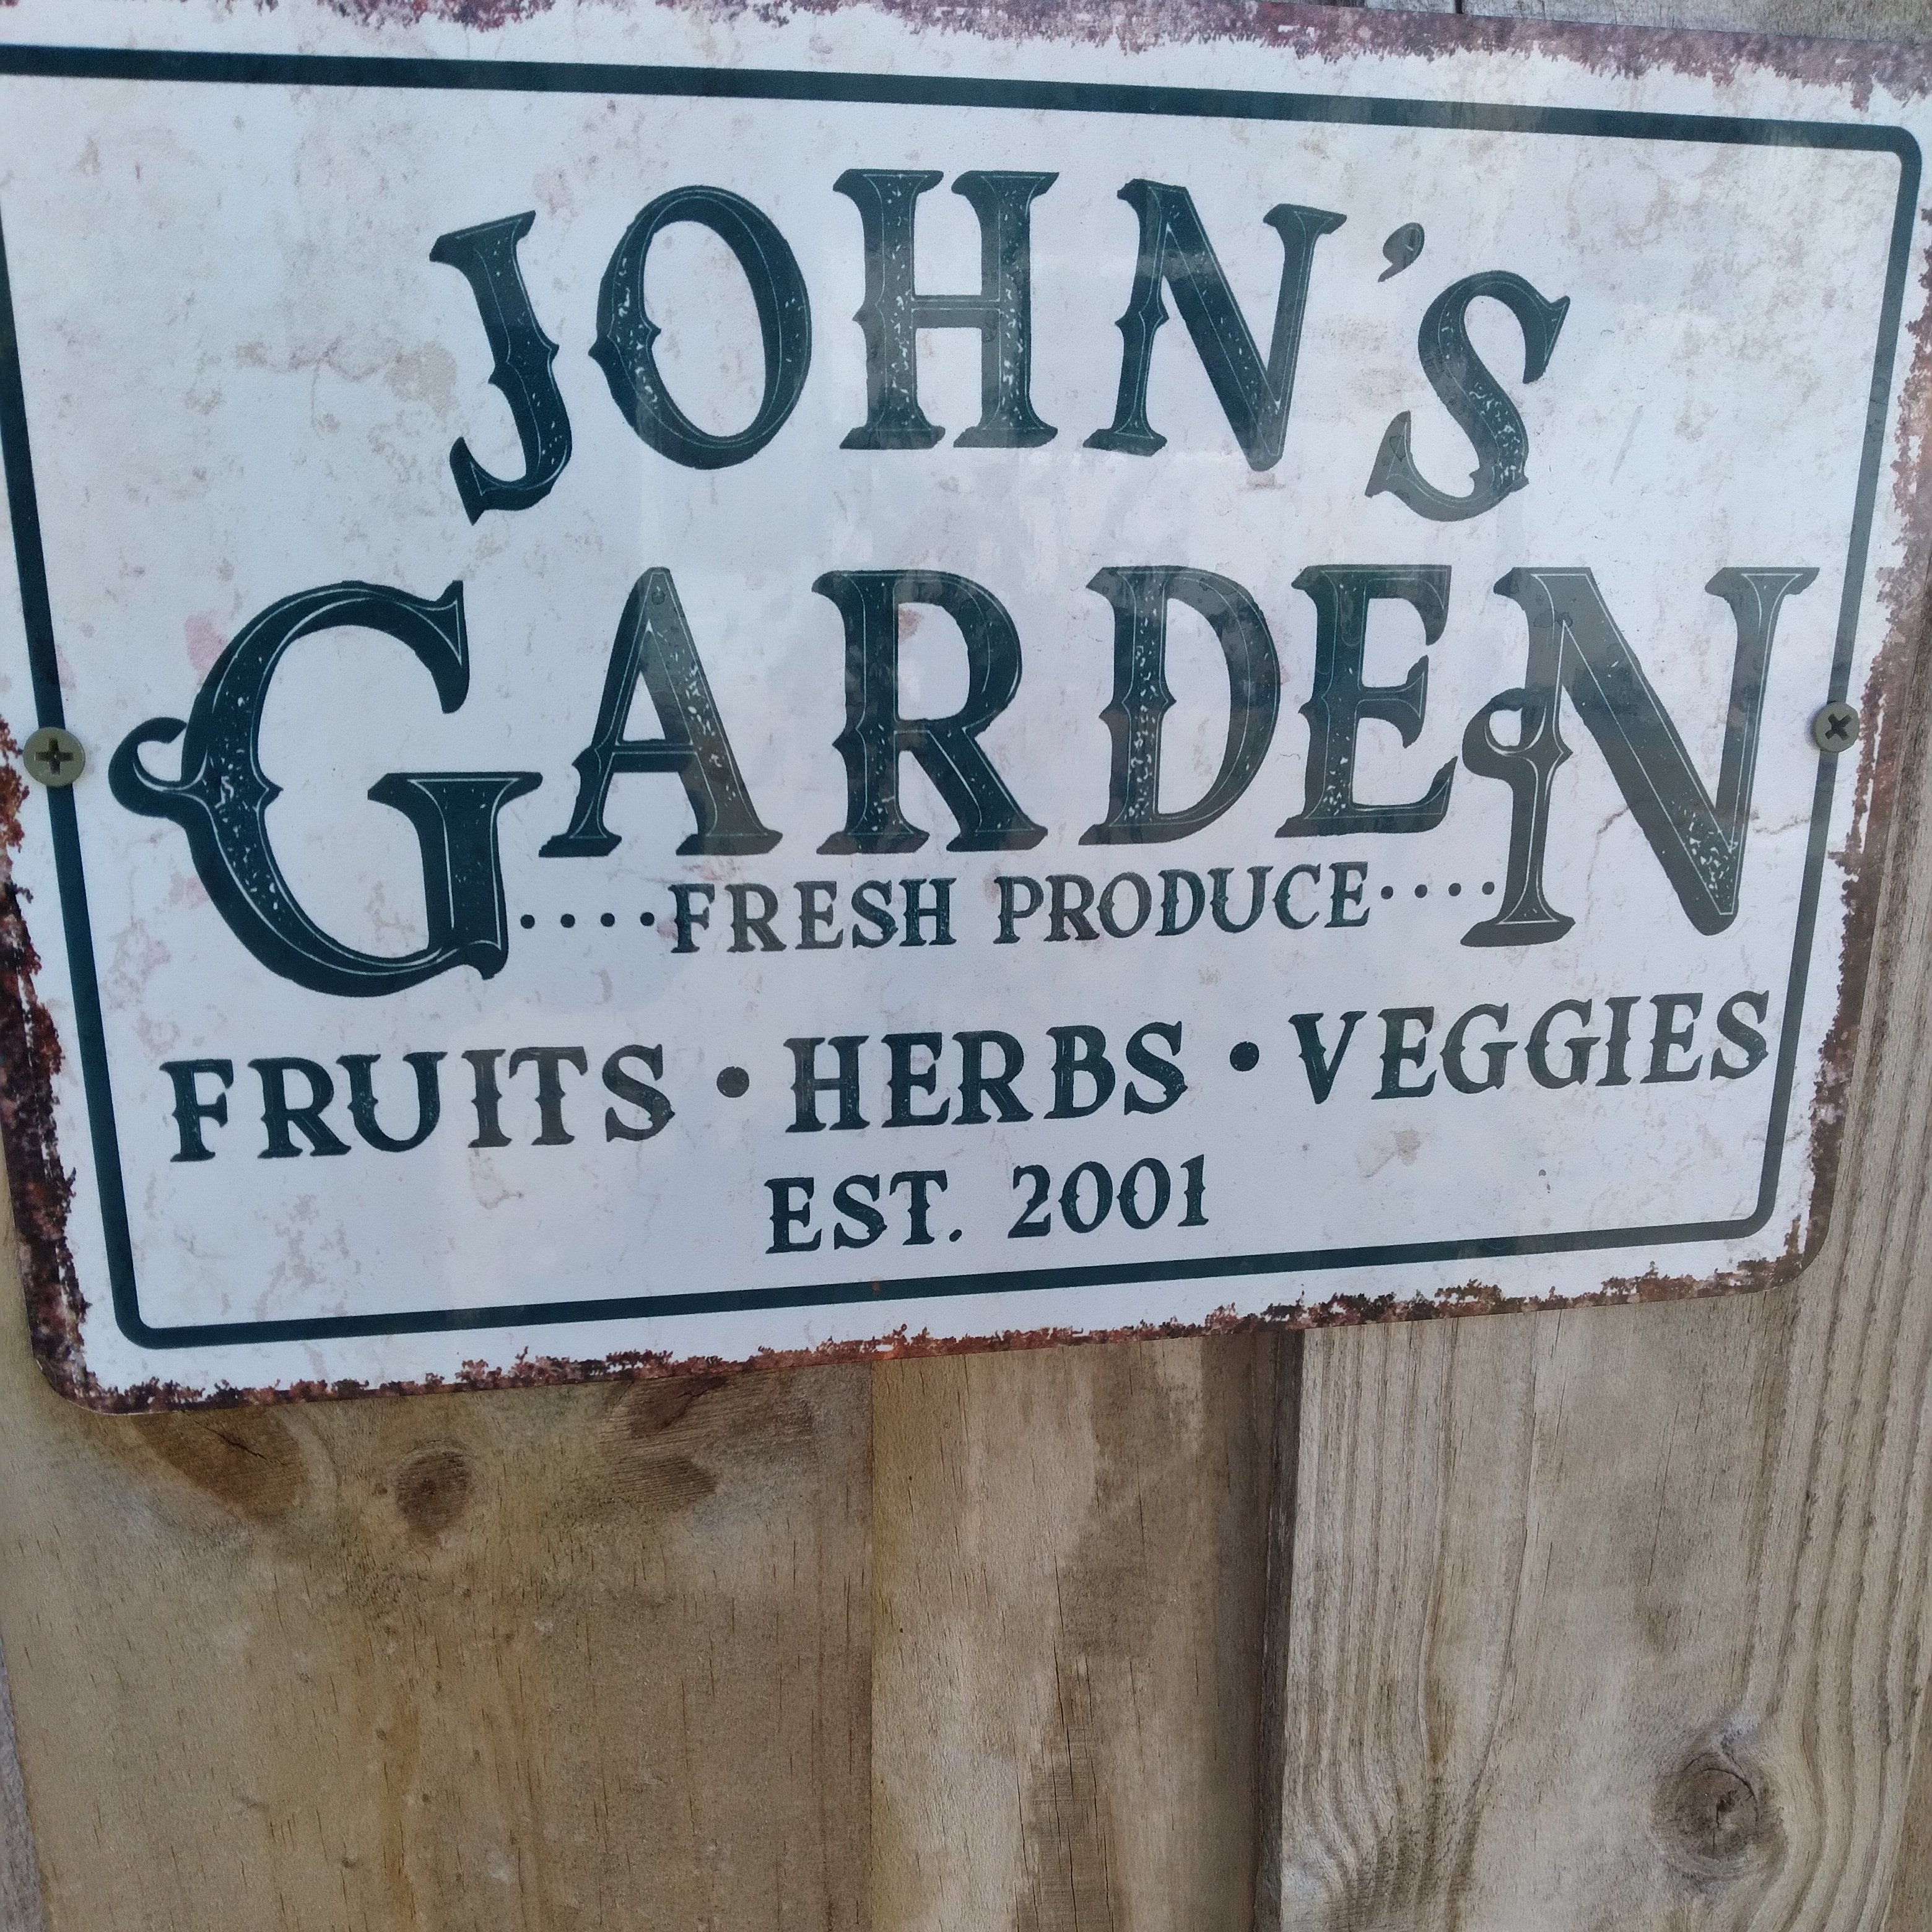 JOHN'S
GARDEN
....FRESH PRODUCE....
FRUITS • HERBS • VEGGIES
EST. 2001